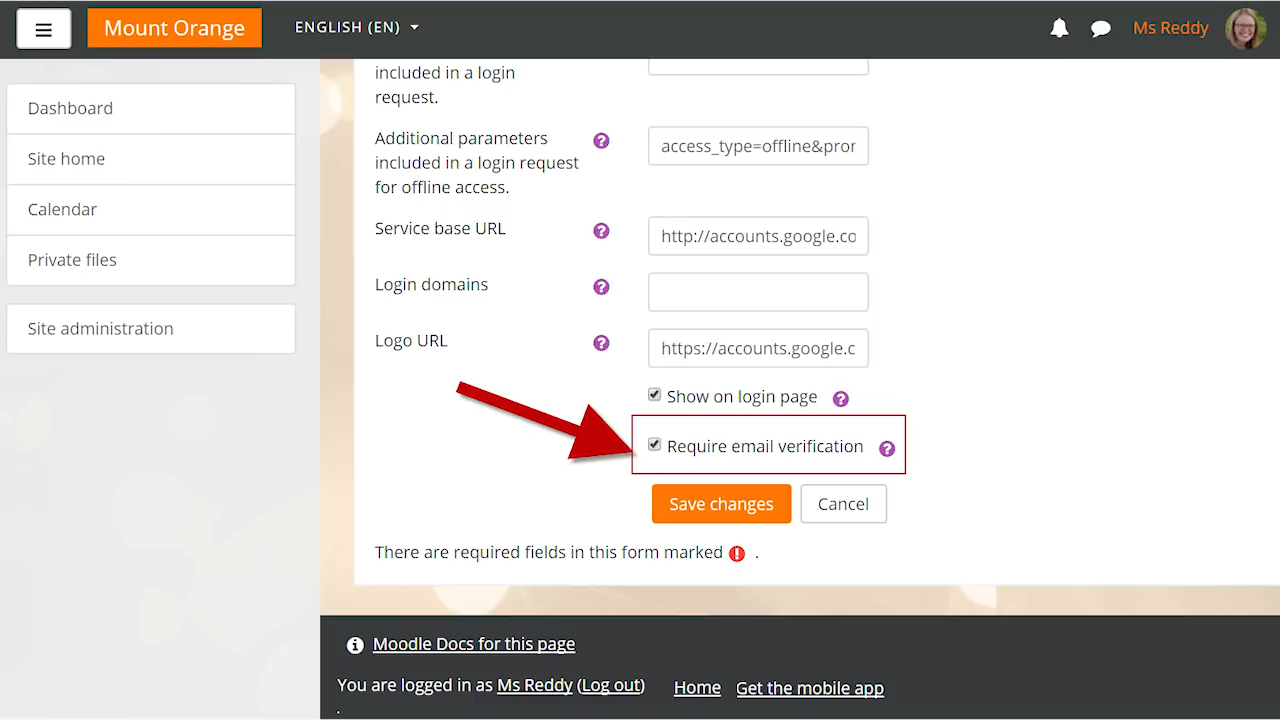 Mount Orange
ENGLISH (EN)
Ms Reddy
Dashboard
Site home
Calendar
Private files
Site administration
included in a login
request.
Additional parameters
included in a login request
for offline access.
access_type=offline&pror
Service base URL
http://accounts.google.co
Login domains
Logo URL
https://accounts.google.c
Show on login page
Require email verification
Save changes
Cancel
There are required fields in this form marked .
Moodle Docs for this page
You are logged in as Ms Reddy (Log out)
Home
Get the mobile app
.